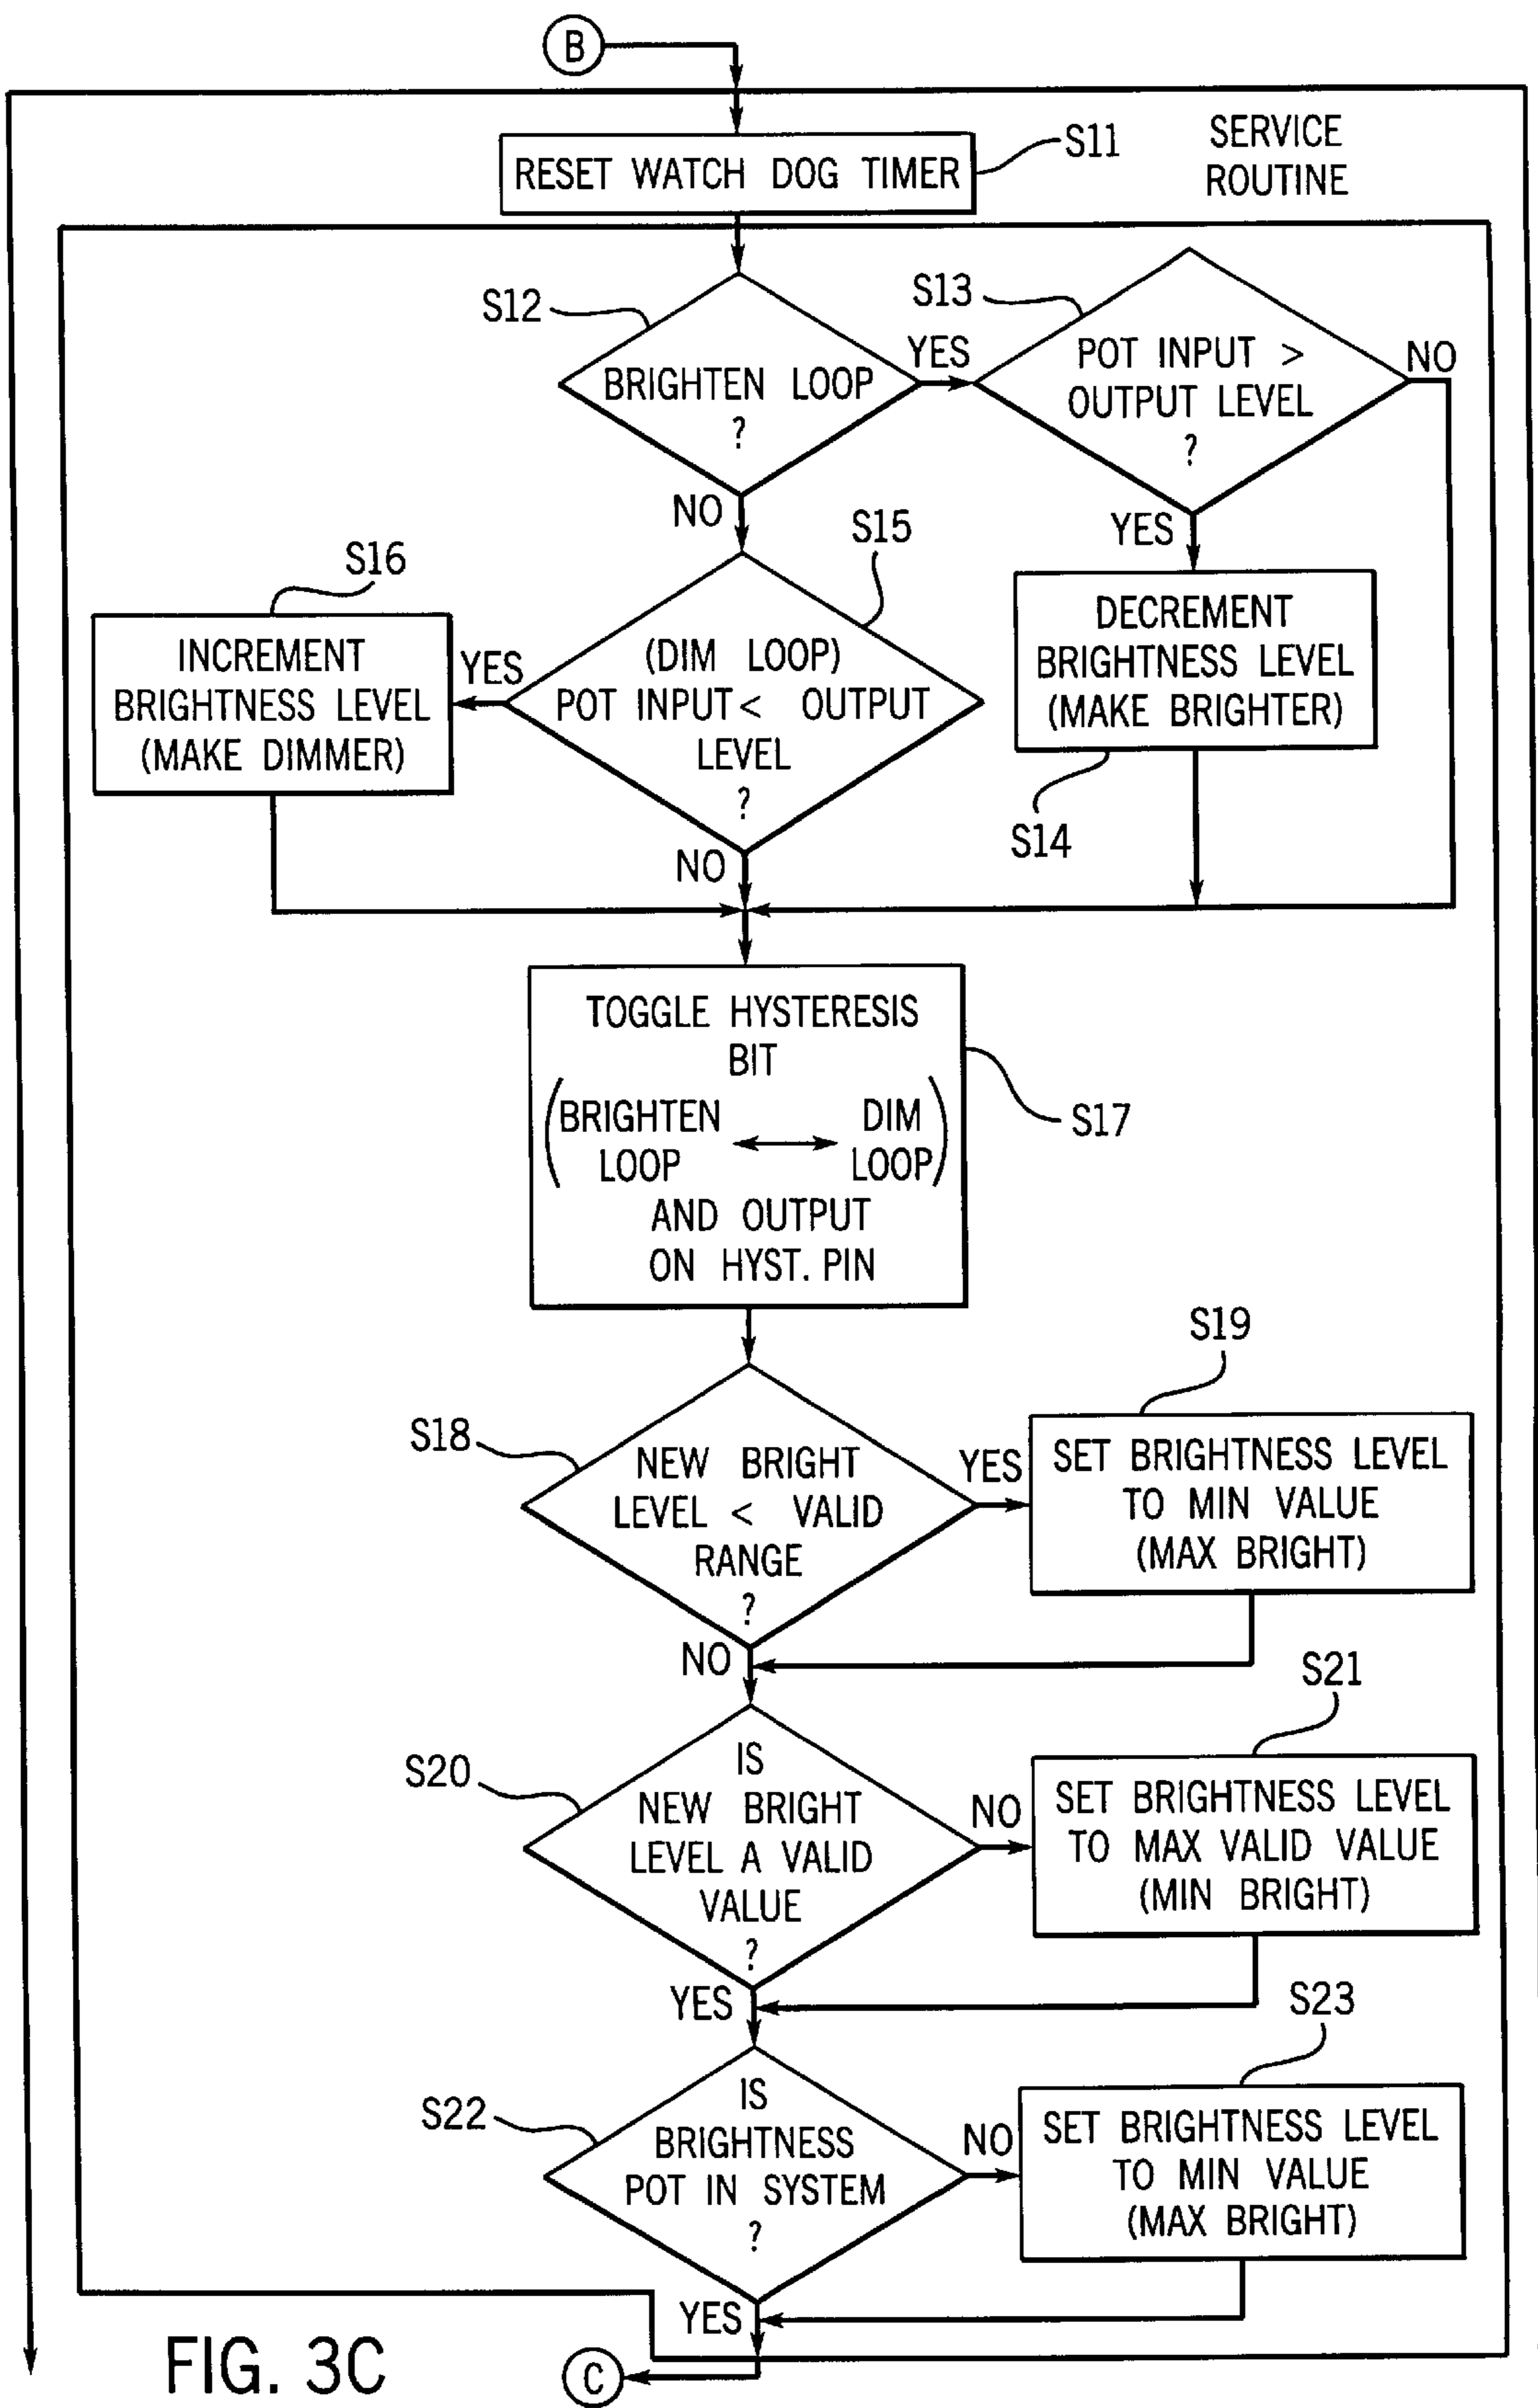 B
RESET WATCH DOG TIMER
S11
SERVICE
ROUTINE
S12
BRIGHTEN LOOP
?
YES
NO
S13
POT INPUT >
OUTPUT LEVEL
?
NO
YES
DECREMENT
BRIGHTNESS LEVEL
(MAKE BRIGHTER)
S14
S15
(DIM LOOP)
POT INPUT < OUTPUT
LEVEL
?
YES
NO
S16
INCREMENT
BRIGHTNESS LEVEL
(MAKE DIMMER)
TOGGLE HYSTERESIS
BIT
(BRIGHTEN LOOP ↔ DIM LOOP)
AND OUTPUT
ON HYST. PIN
S17
S18
NEW BRIGHT
LEVEL < VALID
RANGE
?
YES
NO
S19
SET BRIGHTNESS LEVEL
TO MIN VALUE
(MAX BRIGHT)
S20
IS
NEW BRIGHT
LEVEL A VALID
VALUE
?
NO
YES
S21
SET BRIGHTNESS LEVEL
TO MAX VALID VALUE
(MIN BRIGHT)
S22
IS
BRIGHTNESS
POT IN SYSTEM
?
NO
YES
S23
SET BRIGHTNESS LEVEL
TO MIN VALUE
(MAX BRIGHT)
C
FIG. 3C